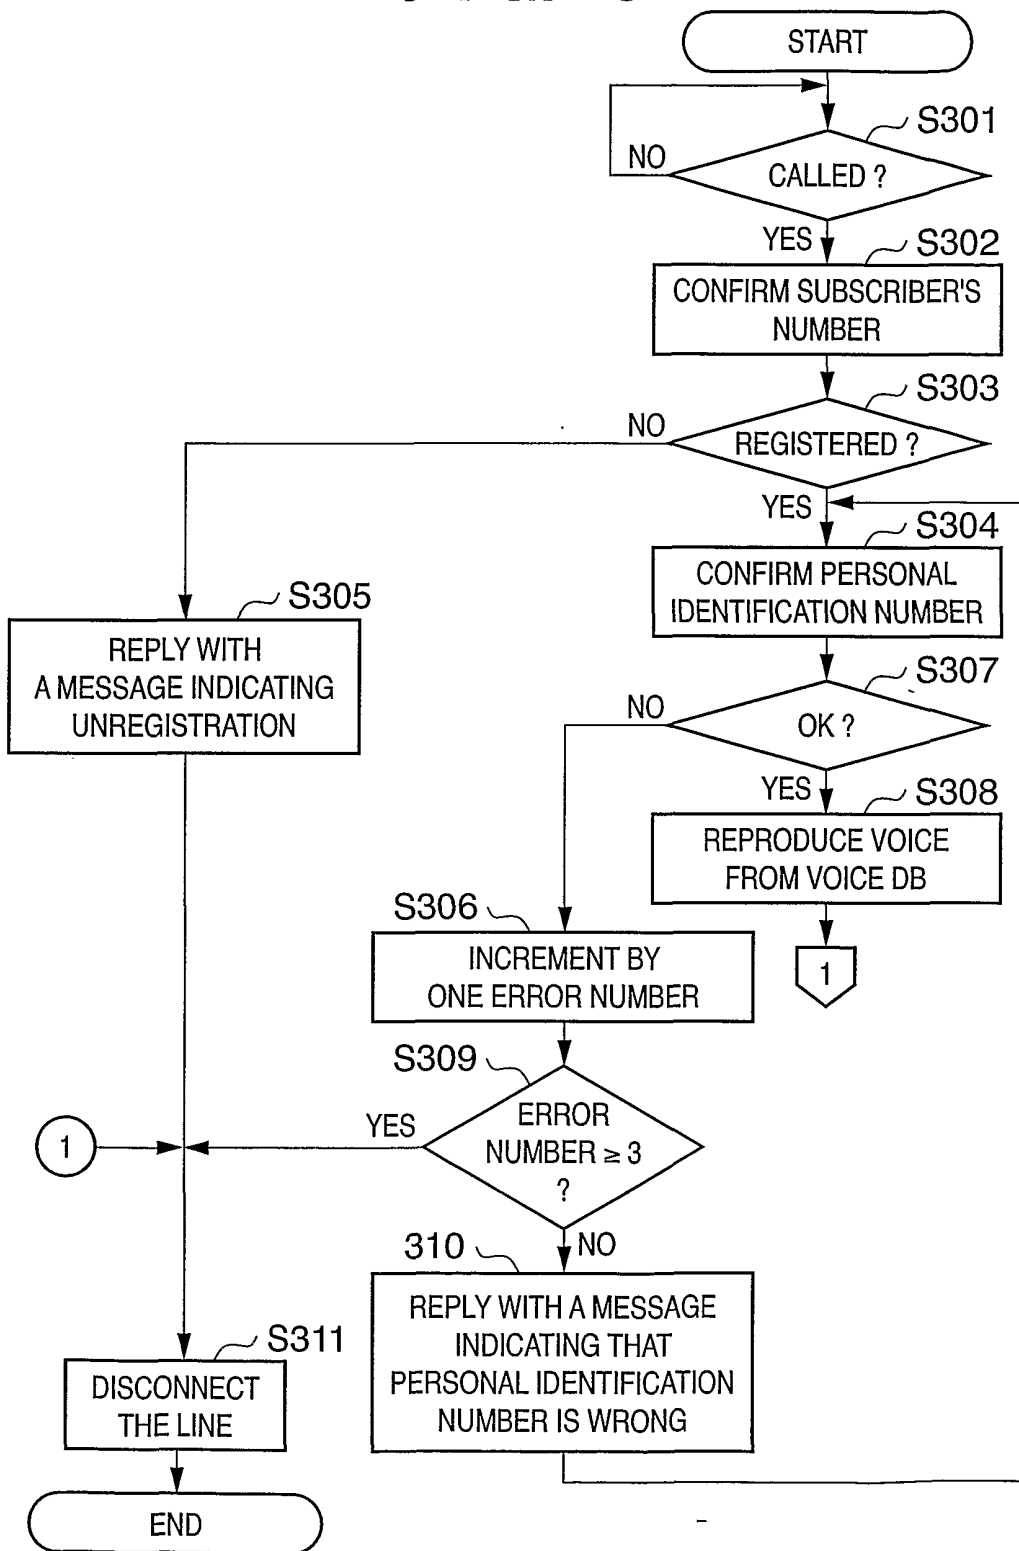 START
S301
NO
CALLED ?
YES
S302
CONFIRM SUBSCRIBER'S
NUMBER
S303
NO
REGISTERED ?
YES
S304
CONFIRM PERSONAL
IDENTIFICATION NUMBER
S305
REPLY WITH
A MESSAGE INDICATING
UNREGISTRATION
S307
NO
OK ?
YES
S308
REPRODUCE VOICE
FROM VOICE DB
1
S306
INCREMENT BY
ONE ERROR NUMBER
S309
YES
ERROR
NUMBER ≥ 3
?
1
NO
310
REPLY WITH A MESSAGE
INDICATING THAT
PERSONAL IDENTIFICATION
NUMBER IS WRONG
S311
DISCONNECT
THE LINE
END